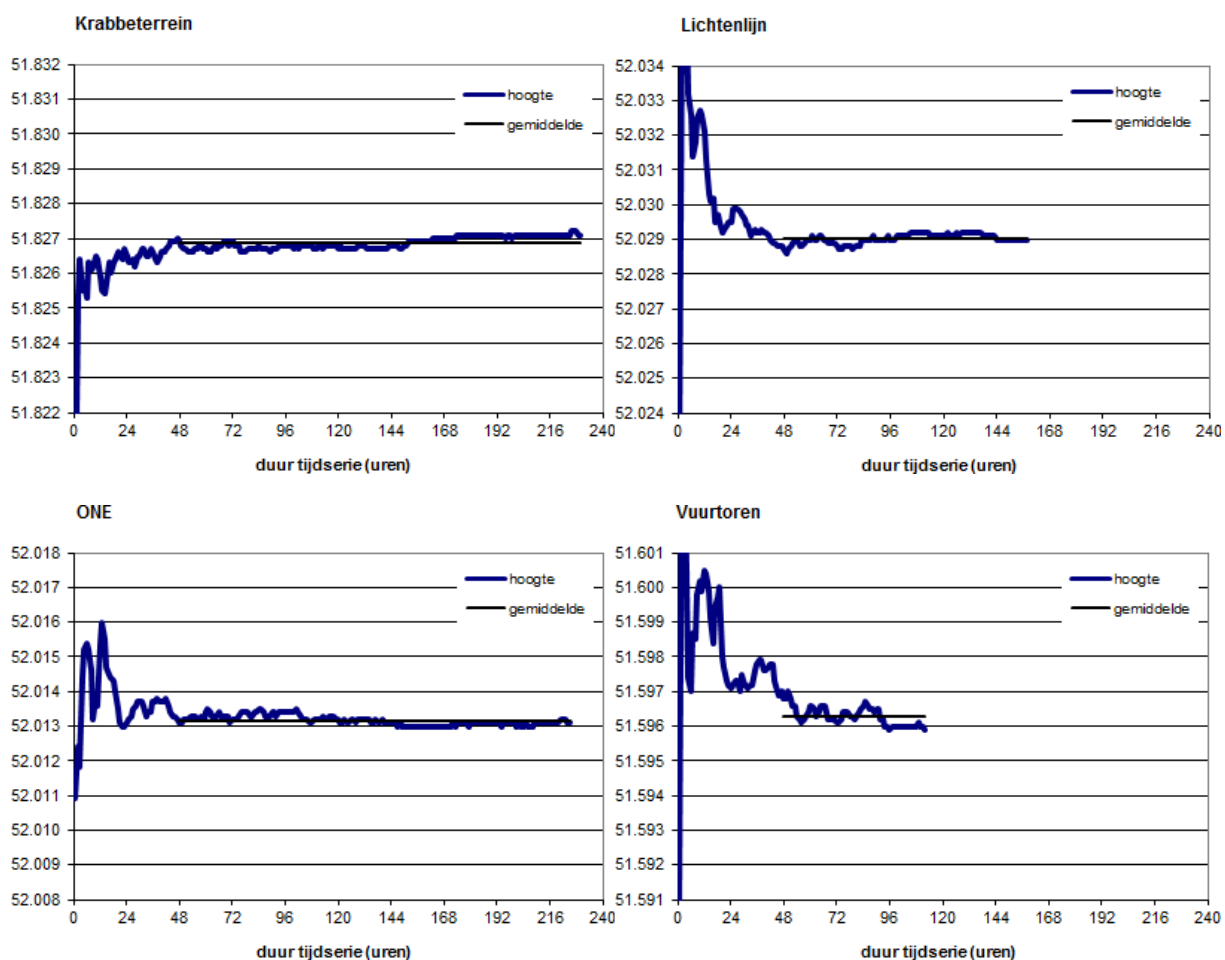 Krabbeterrein
51.832
51.831
51.830
51.829
51.828
51.827
51.826
51.825
51.824
51.823
51.822
hoogte
gemiddelde
0 24 48 72 96 120 144 168 192 216 240
duur tijdserie (uren)
Lichtenlijn
52.034
52.033
52.032
52.031
52.030
52.029
52.028
52.027
52.026
52.025
52.024
hoogte
gemiddelde
0 24 48 72 96 120 144 168 192 216 240
duur tijdserie (uren)
ONE
52.018
52.017
52.016
52.015
52.014
52.013
52.012
52.011
52.010
52.009
52.008
hoogte
gemiddelde
0 24 48 72 96 120 144 168 192 216 240
duur tijdserie (uren)
Vuurtoren
51.601
51.600
51.599
51.598
51.597
51.596
51.595
51.594
51.593
51.592
51.591
hoogte
gemiddelde
0 24 48 72 96 120 144 168 192 216 240
duur tijdserie (uren)